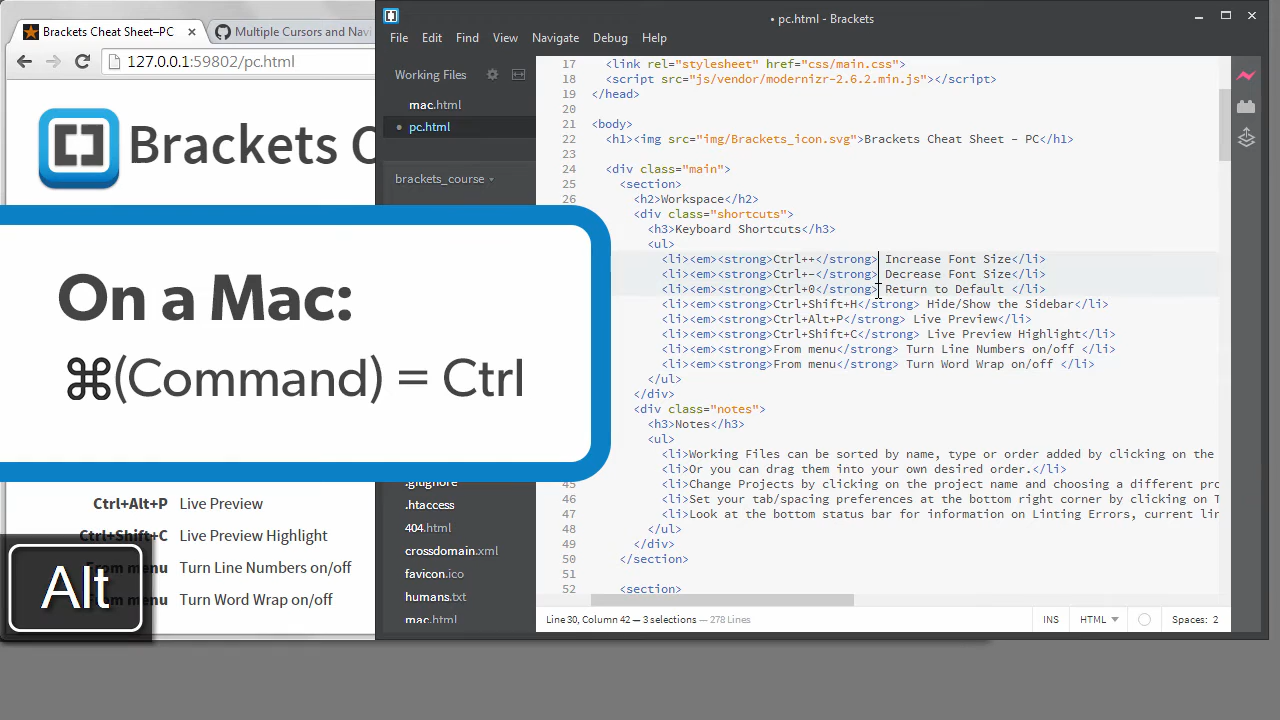 Brackets Cheat Sheet–PC
Multiple Cursors and Navi
127.0.0.1:59802/pc.html
Brackets C
On a Mac:
⌘(Command) = Ctrl
Ctrl+Alt+P Live Preview
Ctrl+Shift+C Live Preview Highlight
From menu Turn Line Numbers on/off
From menu Turn Word Wrap on/off
Alt
• pc.html - Brackets
File Edit Find View Navigate Debug Help
Working Files
mac.html
pc.html
brackets_course
.htaccess
404.html
crossdomain.xml
favicon.ico
humans.txt
mac.html
17 <link rel="stylesheet" href="css/main.css">
18 <script src="js/vendor/modernizr-2.6.2.min.js"></script>
19 </head>
20
21 <body>
22 <h1><img src="img/Brackets_icon.svg">Brackets Cheat Sheet – PC</h1>
23
24 <div class="main">
25 <section>
26 <h2>Workspace</h2>
<div class="shortcuts">
<h3>Keyboard Shortcuts</h3>
<ul>
<li><em><strong>Ctrl++</strong> Increase Font Size</li>
<li><em><strong>Ctrl+-</strong> Decrease Font Size</li>
<li><em><strong>Ctrl+0</strong> Return to Default </li>
<li><em><strong>Ctrl+Shift+H</strong> Hide/Show the Sidebar</li>
<li><em><strong>Ctrl+Alt+P</strong> Live Preview</li>
<li><em><strong>Ctrl+Shift+C</strong> Live Preview Highlight</li>
<li><em><strong>From menu</strong> Turn Line Numbers on/off </li>
<li><em><strong>From menu</strong> Turn Word Wrap on/off </li>
</ul>
</div>
<div class="notes">
<h3>Notes</h3>
<ul>
<li>Working Files can be sorted by name, type or order added by clicking on the
<li>Or you can drag them into your own desired order.</li>
45 <li>Change Projects by clicking on the project name and choosing a different pro
46 <li>Set your tab/spacing preferences at the bottom right corner by clicking on T
47 <li>Look at the bottom status bar for information on Linting Errors, current lin
48 </ul>
49 </div>
50 </section>
51
52 <section>
Line 30, Column 42 — 3 selections — 278 Lines
INS HTML Spaces: 2